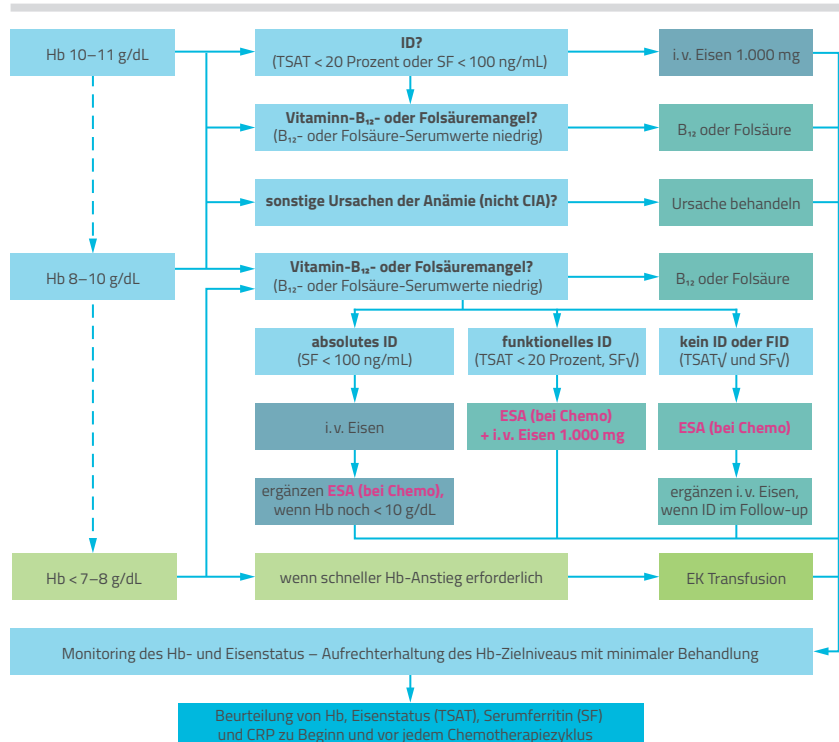 Hb 10–11 g/dL
ID?
(TSAT < 20 Prozent oder SF < 100 ng/mL)
i. v. Eisen 1.000 mg
Vitaminn-B₁₂- oder Folsäuremangel?
(B₁₂- oder Folsäure-Serumwerte niedrig)
B₁₂ oder Folsäure
sonstige Ursachen der Anämie (nicht CIA)?
Ursache behandeln
Hb 8–10 g/dL
Vitamin-B₁₂- oder Folsäuremangel?
(B₁₂- oder Folsäure-Serumwerte niedrig)
B₁₂ oder Folsäure
absolutes ID
(SF < 100 ng/mL)
funktionelles ID
(TSAT < 20 Prozent, SF√)
kein ID oder FID
(TSAT√ und SF√)
i. v. Eisen
ESA (bei Chemo)
+ i. v. Eisen 1.000 mg
ESA (bei Chemo)
ergänzen ESA (bei Chemo),
wenn Hb noch < 10 g/dL
ergänzen i. v. Eisen,
wenn ID im Follow-up
Hb < 7–8 g/dL
wenn schneller Hb-Anstieg erforderlich
EK Transfusion
Monitoring des Hb- und Eisenstatus – Aufrechterhaltung des Hb-Zielniveaus mit minimaler Behandlung
Beurteilung von Hb, Eisenstatus (TSAT), Serumferritin (SF)
und CRP zu Beginn und vor jedem Chemotherapiezyklus